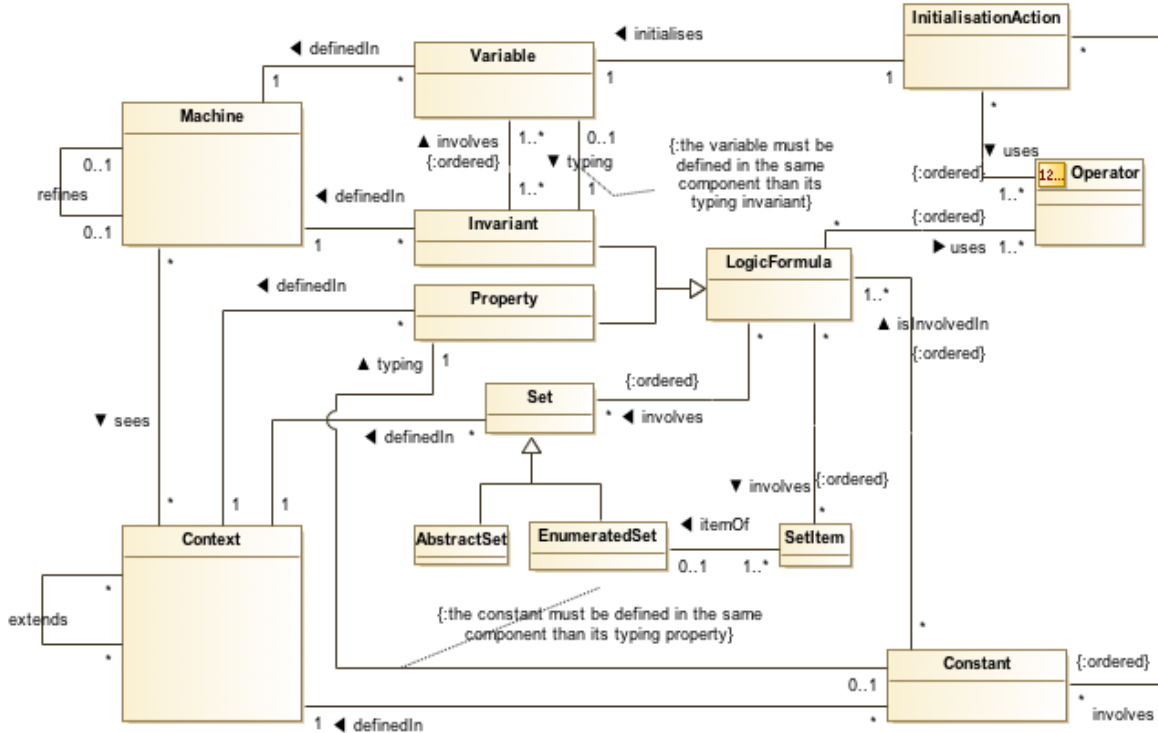 InitialisationAction
◀ initialises
*
◀ definedIn
Variable
1
*
1
1
*
Machine
▲ involves
1..*
0..1
{:ordered}
▼ typing
{:the variable must be
defined in the same
component than its
typing invariant}
▼ uses
{:ordered}
12... Operator
1..*
0..1
refines
0..1
◀ definedIn
1..*
1
Invariant
1
*
*
{:ordered}
▶ uses 1..*
LogicFormula
*
◀ definedIn
Property
*
1..*
▲ isInvolvedIn
{:ordered}
▲ typing
1
*
*
{:ordered}
Set
* ◀ involves
▼ sees
◀ definedIn
*
▼ involves
{:ordered}
*
1
1
*
Context
AbstractSet
EnumeratedSet
◀ itemOf
SetItem
0..1
1..*
*
extends
*
{:the constant must be defined in the same
component than its typing property}
*
Constant
{:ordered}
0..1
*
involves
1
◀ definedIn
*